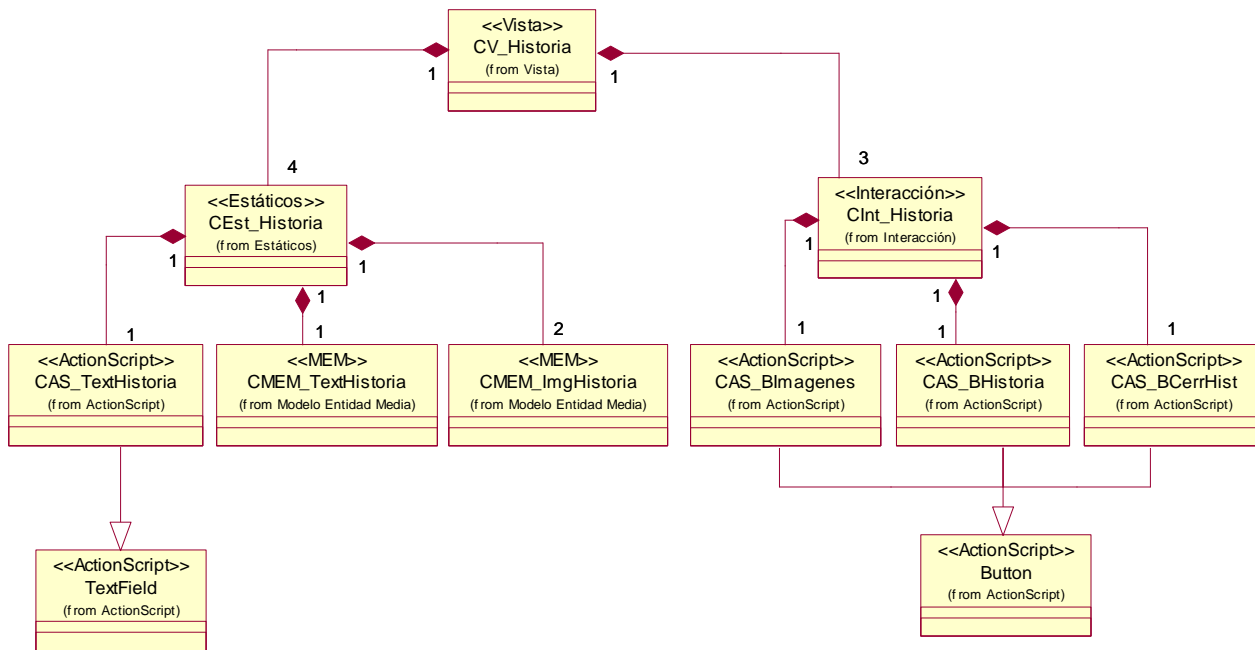 <<Vista>>
CV_Historia
(from Vista)
1
1
4
3
<<Estáticos>>
CEst_Historia
(from Estáticos)
1
1
1
<<Interacción>>
CInt_Historia
(from Interacción)
1
1
1
1
1
2
1
1
1
<<ActionScript>>
CAS_TextHistoria
(from ActionScript)
<<MEM>>
CMEM_TextHistoria
(from Modelo Entidad Media)
<<MEM>>
CMEM_ImgHistoria
(from Modelo Entidad Media)
<<ActionScript>>
CAS_BImagenes
(from ActionScript)
<<ActionScript>>
CAS_BHistoria
(from ActionScript)
<<ActionScript>>
CAS_BCerrHist
(from ActionScript)
<<ActionScript>>
TextField
(from ActionScript)
<<ActionScript>>
Button
(from ActionScript)